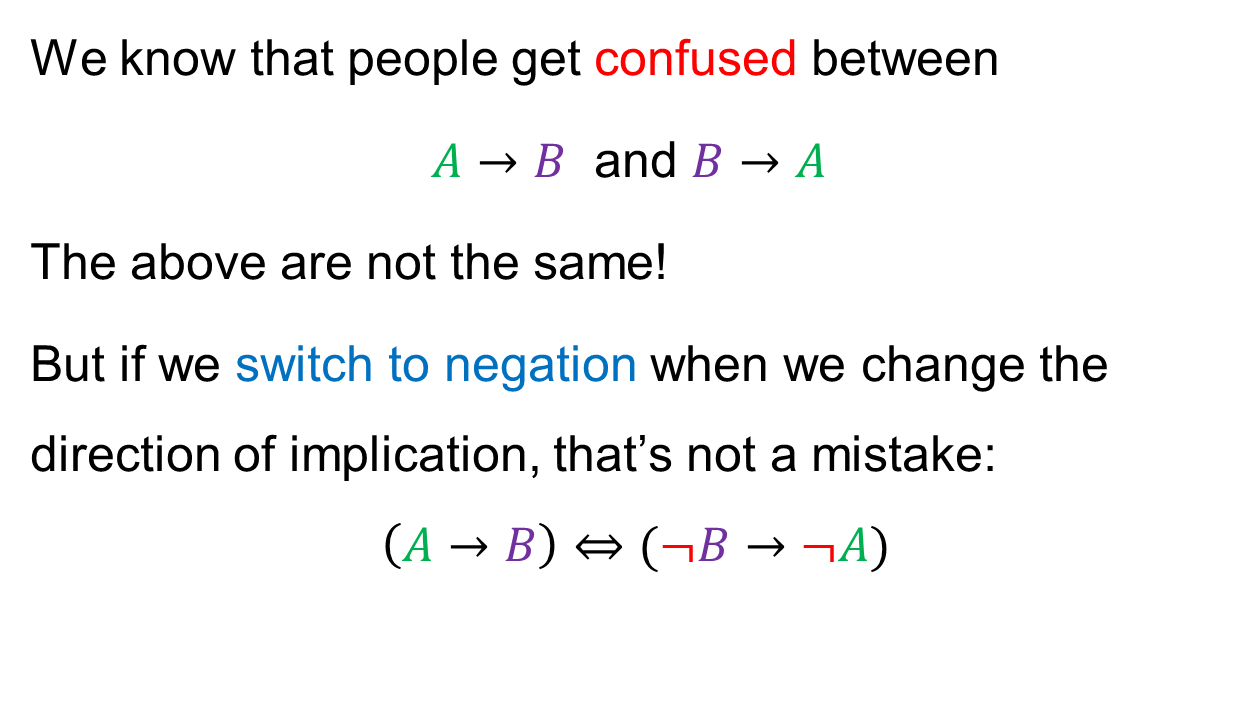 We know that people get confused between
𝐴 → 𝐵 and 𝐵 → 𝐴
The above are not the same!
But if we switch to negation when we change the
direction of implication, that’s not a mistake:
(𝐴 → 𝐵) ⇔ (¬𝐵 → ¬𝐴)